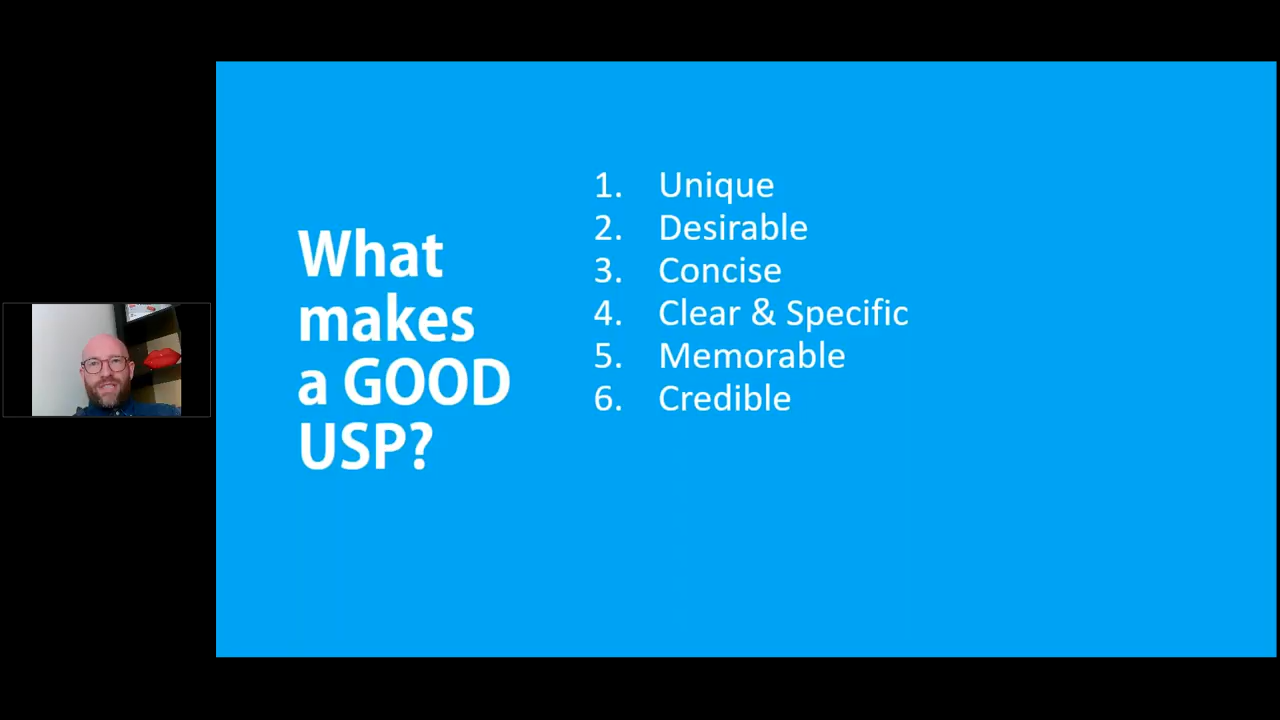 What
makes
a GOOD
USP?
1. Unique
2. Desirable
3. Concise
4. Clear & Specific
5. Memorable
6. Credible